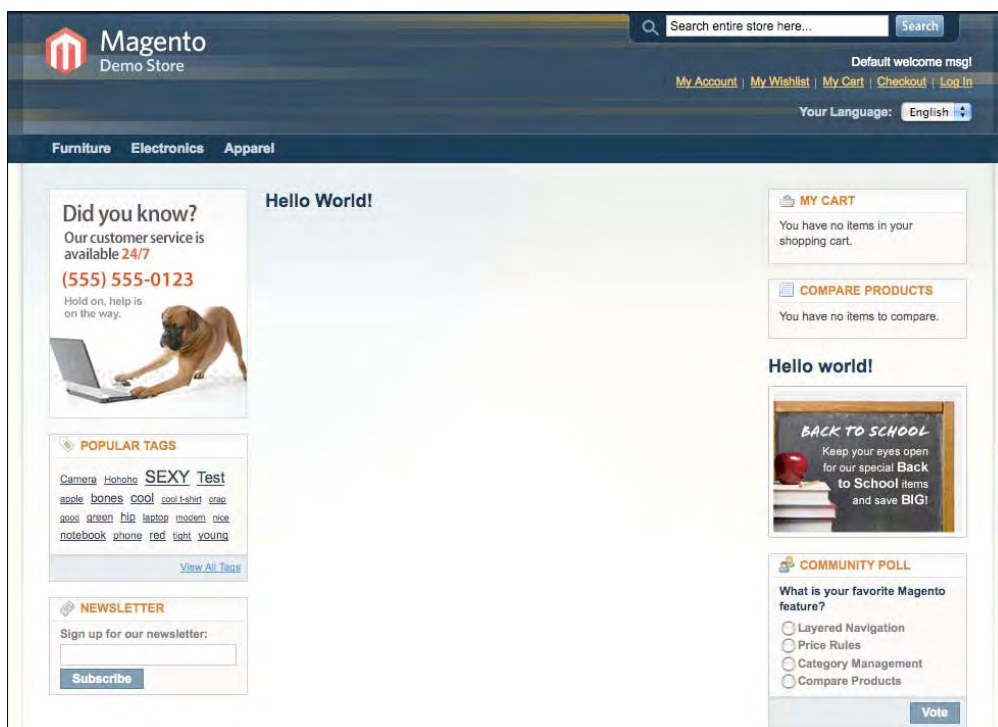 Magento
Demo Store
Search entire store here...
Search
Default welcome msg!
My Account | My Wishlist | My Cart | Checkout | Log In
Your Language: English
Furniture Electronics Apparel
Did you know?
Our customer service is
available 24/7
(555) 555-0123
Hold on, help is
on the way.
POPULAR TAGS
Camera Hohoho SEXY Test
apple bones cool cool t-shirt crap
good green hip laptop modem nice
notebook phone red tight young
View All Tags
NEWSLETTER
Sign up for our newsletter:
Subscribe
Hello World!
MY CART
You have no items in your
shopping cart.
COMPARE PRODUCTS
You have no items to compare.
Hello world!
BACK TO SCHOOL
Keep your eyes open
for our special Back
to School items
and save BIG!
COMMUNITY POLL
What is your favorite Magento
feature?
Layered Navigation
Price Rules
Category Management
Compare Products
Vote